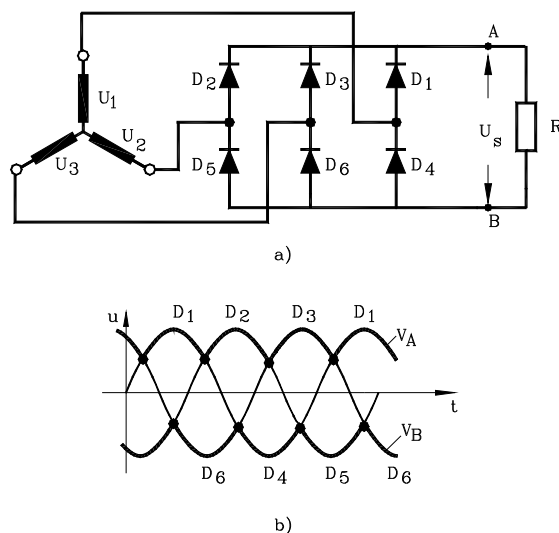 A
D2 D3 D1
U1
U2
U3
D5 D6 D4
Us
R
B
a)
u D1 D2 D3 D1
VA
t
VB
D6 D4 D5 D6
b)